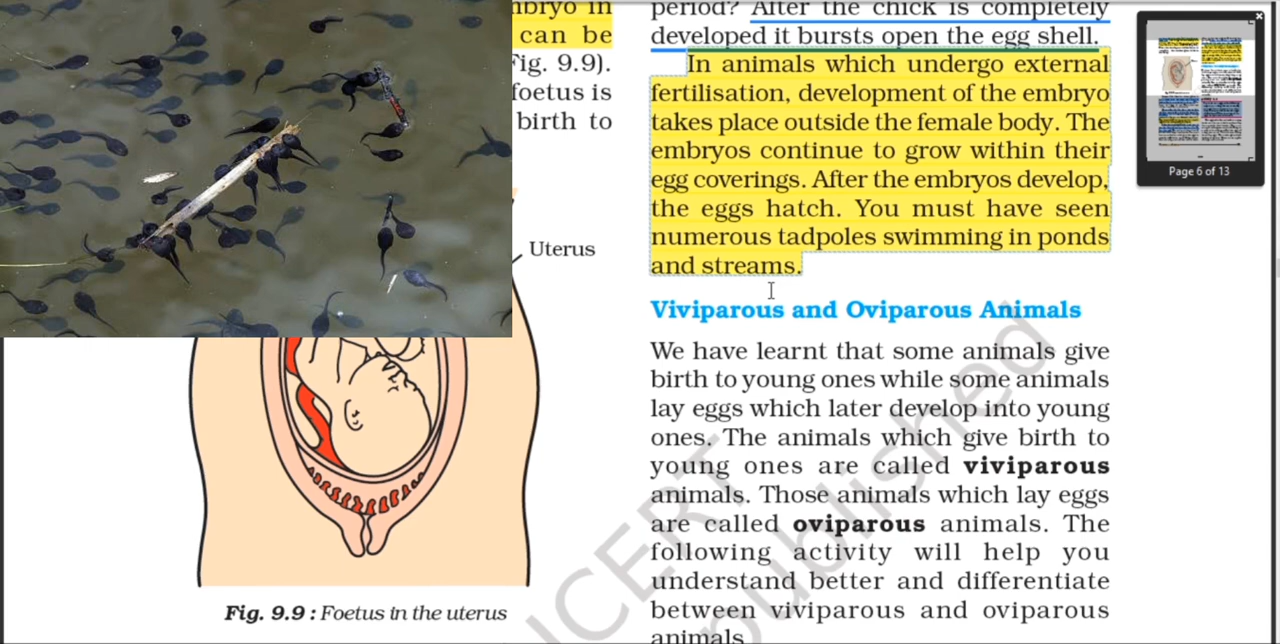 bryo in
can be
Fig. 9.9).
foetus is
birth to
Uterus
Fig. 9.9 : Foetus in the uterus
period? After the chick is completely
developed it bursts open the egg shell.
In animals which undergo external
fertilisation, development of the embryo
takes place outside the female body. The
embryos continue to grow within their
egg coverings. After the embryos develop,
the eggs hatch. You must have seen
numerous tadpoles swimming in ponds
and streams.
Viviparous and Oviparous Animals
We have learnt that some animals give
birth to young ones while some animals
lay eggs which later develop into young
ones. The animals which give birth to
young ones are called viviparous
animals. Those animals which lay eggs
are called oviparous animals. The
following activity will help you
understand better and differentiate
between viviparous and oviparous
animals.
NCERT
published
Page 6 of 13